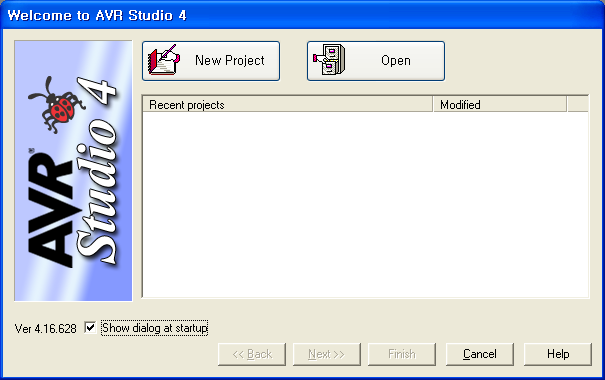 Welcome to AVR Studio 4
New Project
Open
AVR®
Studio 4
Recent projects
Modified
Ver 4.16.628
Show dialog at startup
<< Back
Next >>
Finish
Cancel
Help